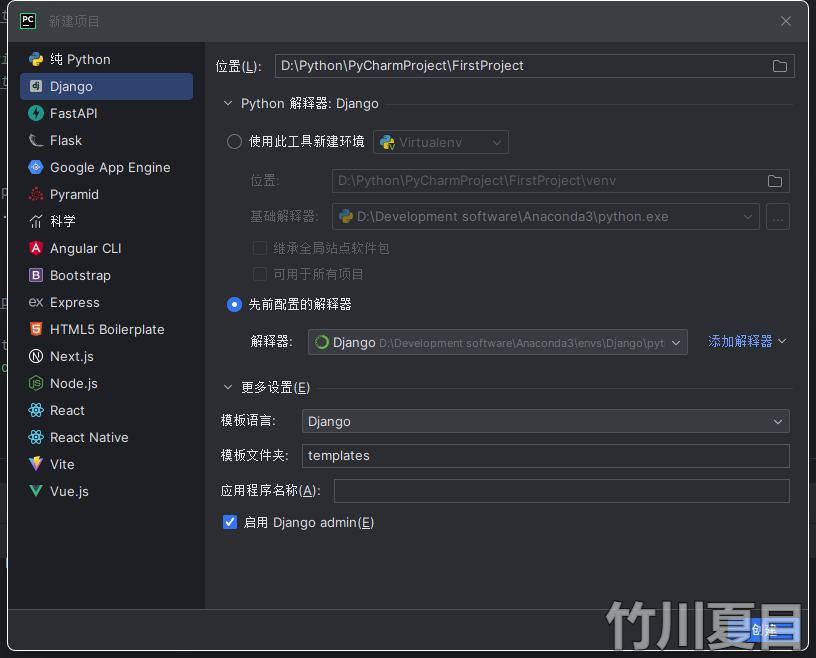 PC 新建项目
纯 Python
dj Django
FastAPI
Flask
Google App Engine
Pyramid
科学
A Angular CLI
B Bootstrap
ex Express
5 HTML5 Boilerplate
N Next.js
JS Node.js
React
React Native
Vite
Vue.js
位置(L): D:\Python\PyCharmProject\FirstProject
Python 解释器: Django
使用此工具新建环境 Virtualenv
位置: D:\Python\PyCharmProject\FirstProject\venv
基础解释器: D:\Development software\Anaconda3\python.exe ...
继承全局站点软件包
可用于所有项目
先前配置的解释器
解释器: Django D:\Development software\Anaconda3\envs\Django\pyt 添加解释器
更多设置(E)
模板语言: Django
模板文件夹: templates
应用程序名称(A):
启用 Django admin(E)
创建
竹川夏目